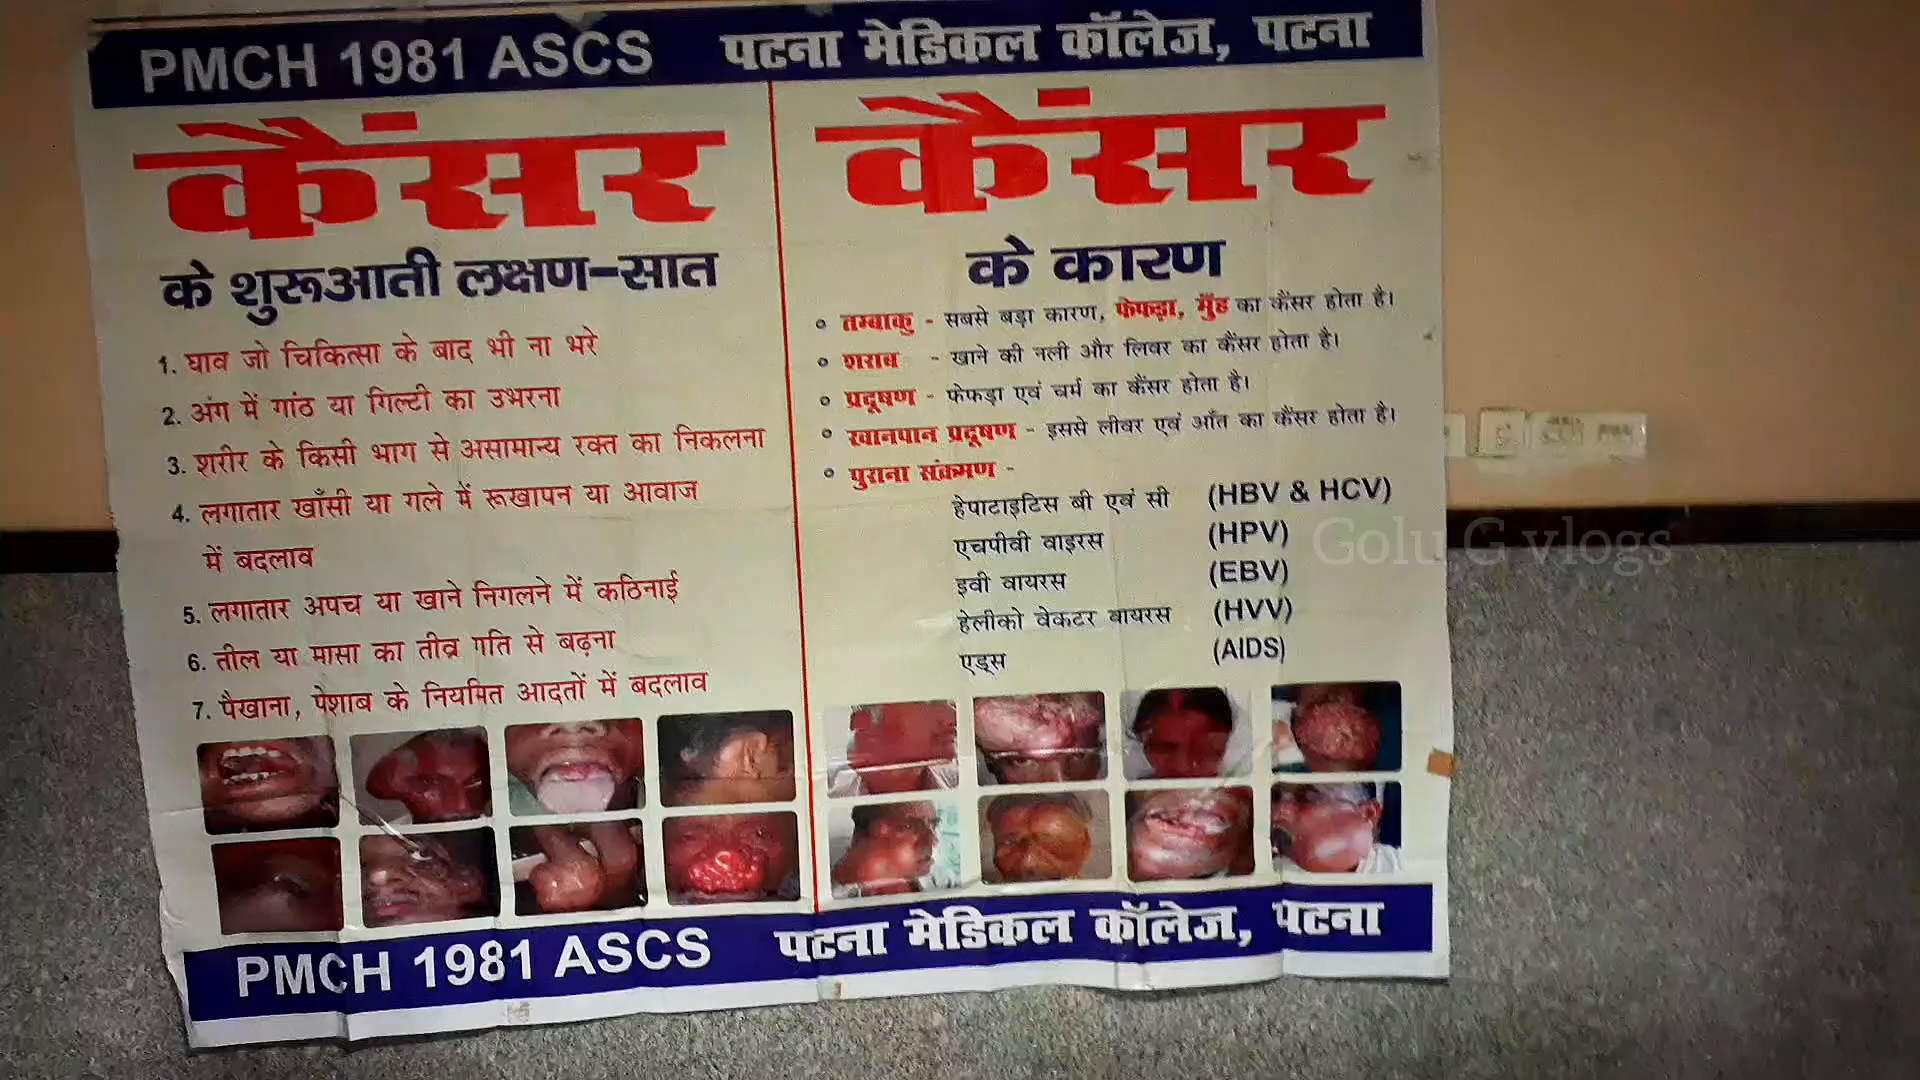 PMCH 1981 ASCS पटना मेडिकल कॉलेज, पटना
कैंसर
के शुरूआती लक्षण-सात
1. घाव जो चिकित्सा के बाद भी ना भरे
2. अंग में गांठ या गिल्टी का उभरना
3. शरीर के किसी भाग से असामान्य रक्त का निकलना
4. लगातार खाँसी या गले में रूखापन या आवाज
में बदलाव
5. लगातार अपच या खाने निगलने में कठिनाई
6. तील या मासा का तीव्र गति से बढ़ना
7. पैखाना, पेशाब के नियमित आदतों में बदलाव
कैंसर
के कारण
तम्बाकु - सबसे बड़ा कारण, फेफड़ा, मुँह का कैंसर होता है।
शराब - खाने की नली और लिवर का कैंसर होता है।
प्रदूषण - फेफड़ा एवं चर्म का कैंसर होता है।
खानपान प्रदूषण - इससे लीवर एवं आँत का कैंसर होता है।
पुराना संक्रमण -
हेपाटाइटिस बी एवं सी (HBV & HCV)
एचपीवी वाइरस (HPV)
इवी वायरस (EBV)
हेलीको वेकटर वायरस (HVV)
एड्स (AIDS)
PMCH 1981 ASCS पटना मेडिकल कॉलेज, पटना
Golu G vlogs